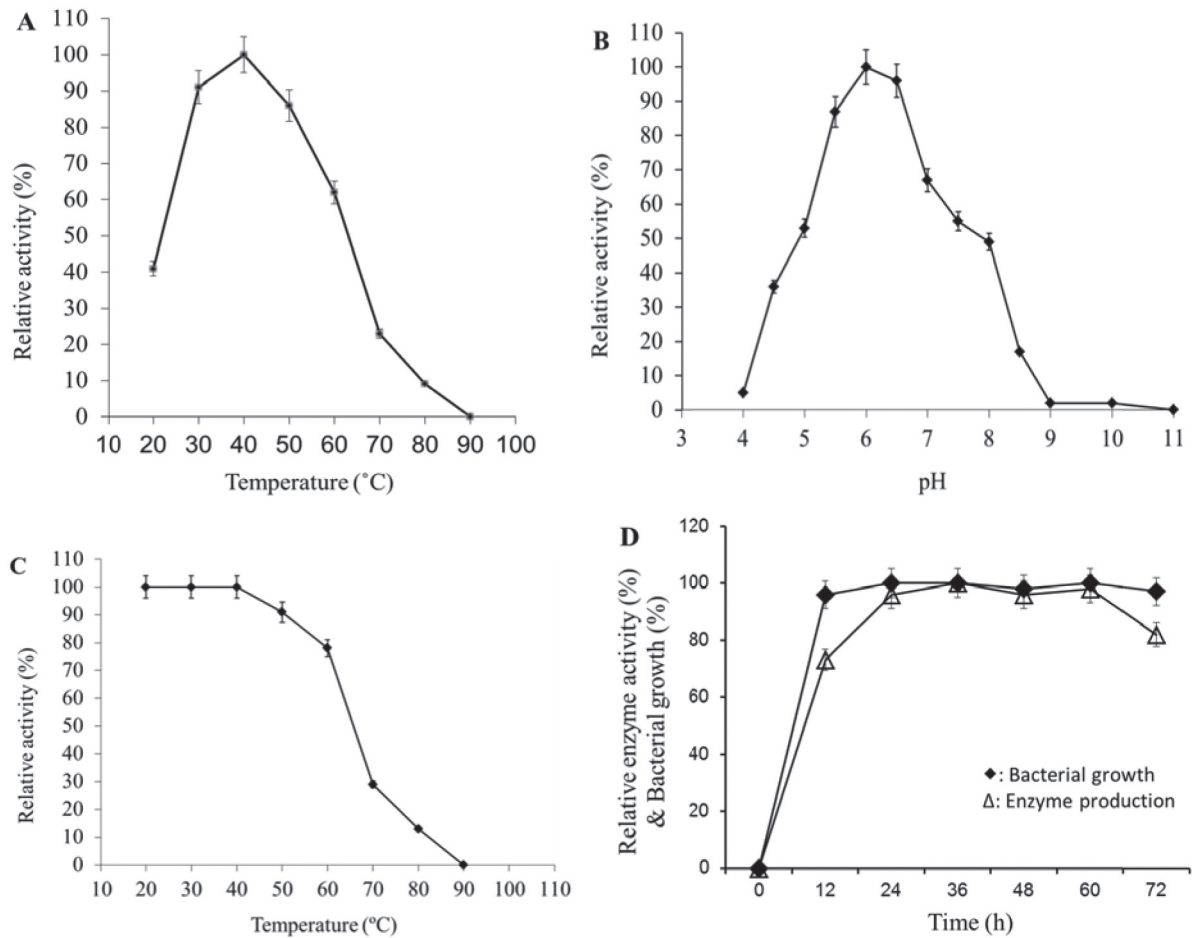 A
110
100
90
80
70
60
50
40
30
20
10
0
Relative activity (%)
10 20 30 40 50 60 70 80 90 100
Temperature (˚C)
B
110
100
90
80
70
60
50
40
30
20
10
0
Relative activity (%)
3 4 5 6 7 8 9 10 11
pH
C
110
100
90
80
70
60
50
40
30
20
10
0
Relative activity (%)
10 20 30 40 50 60 70 80 90 100 110
Temperature (ºC)
D
120
100
80
60
40
20
0
Relative enzyme activity (%)
& Bacterial growth (%)
◆: Bacterial growth
Δ: Enzyme production
0 12 24 36 48 60 72
Time (h)